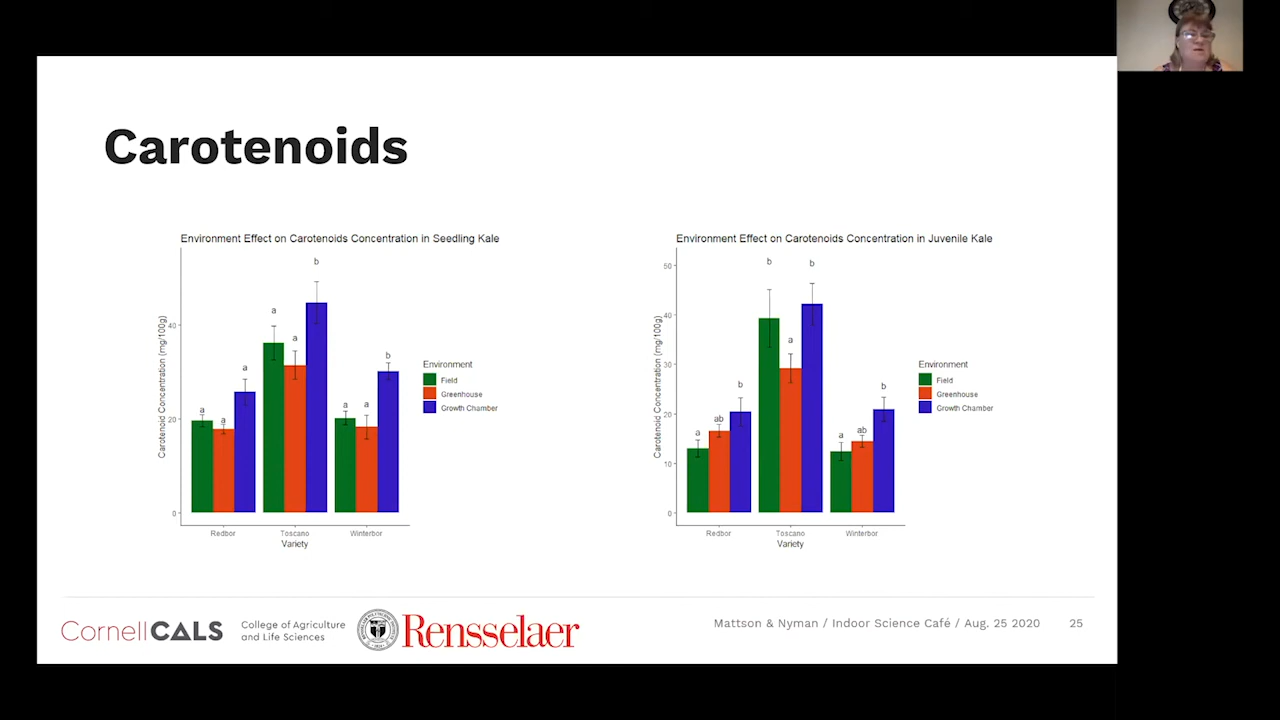 Carotenoids
Environment Effect on Carotenoids Concentration in Seedling Kale
Carotenoid Concentration (mg/100g)
40
20
0
a
a
a
a
a
b
a
a
b
Redbor
Toscano
Winterbor
Variety
Environment
Field
Greenhouse
Growth Chamber
Environment Effect on Carotenoids Concentration in Juvenile Kale
Carotenoid Concentration (mg/100g)
50
40
30
20
10
0
a
ab
b
b
a
b
a
ab
b
Redbor
Toscano
Winterbor
Variety
Environment
Field
Greenhouse
Growth Chamber
CornellCALS
College of Agriculture
and Life Sciences
Rensselaer
Mattson & Nyman / Indoor Science Café / Aug. 25 2020
25